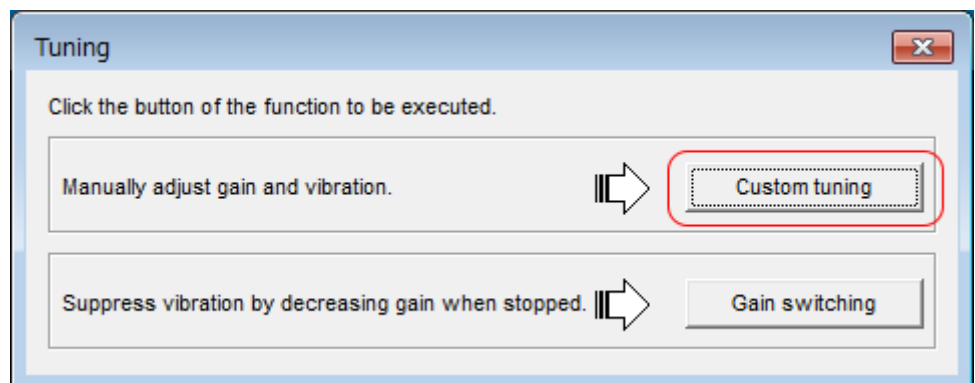 Tuning
Click the button of the function to be executed.
Manually adjust gain and vibration.
Custom tuning
Suppress vibration by decreasing gain when stopped.
Gain switching